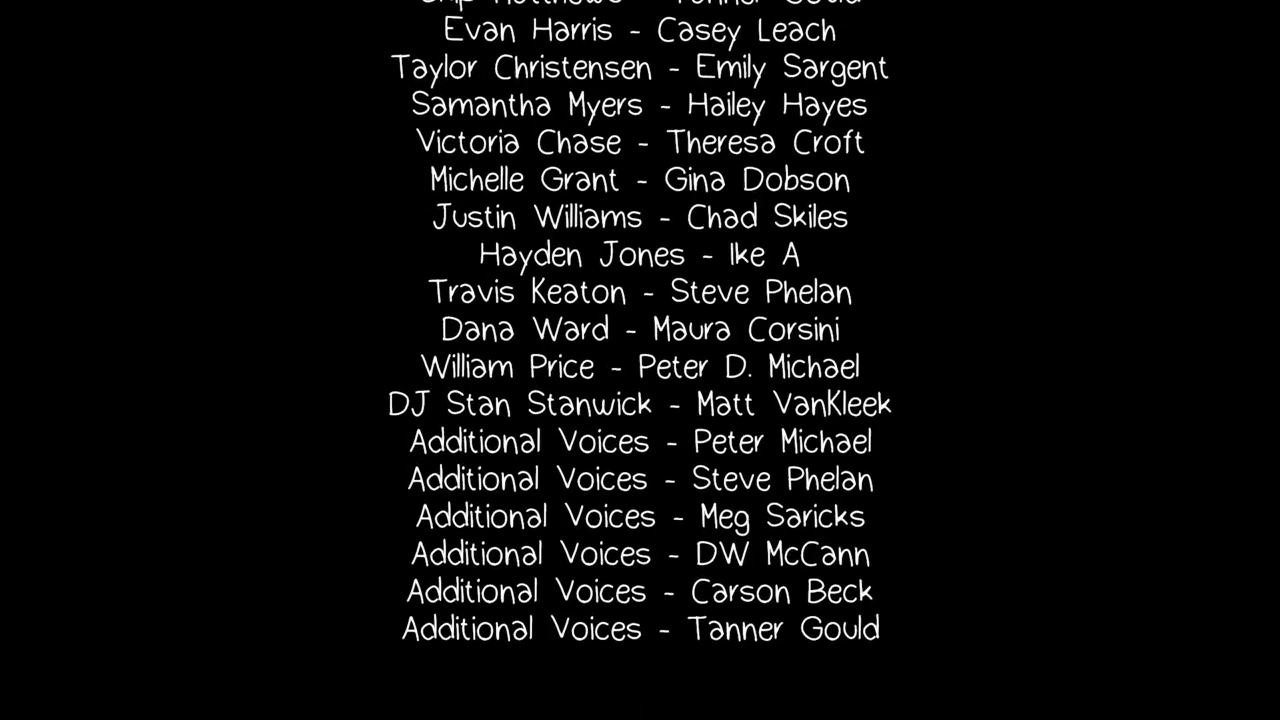 Evan Harris - Casey Leach
Taylor Christensen - Emily Sargent
Samantha Myers - Hailey Hayes
Victoria Chase - Theresa Croft
Michelle Grant - Gina Dobson
Justin Williams - Chad Skiles
Hayden Jones - Ike A
Travis Keaton - Steve Phelan
Dana Ward - Maura Corsini
William Price - Peter D. Michael
DJ Stan Stanwick - Matt VanKleek
Additional Voices - Peter Michael
Additional Voices - Steve Phelan
Additional Voices - Meg Saricks
Additional Voices - DW McCann
Additional Voices - Carson Beck
Additional Voices - Tanner Gould